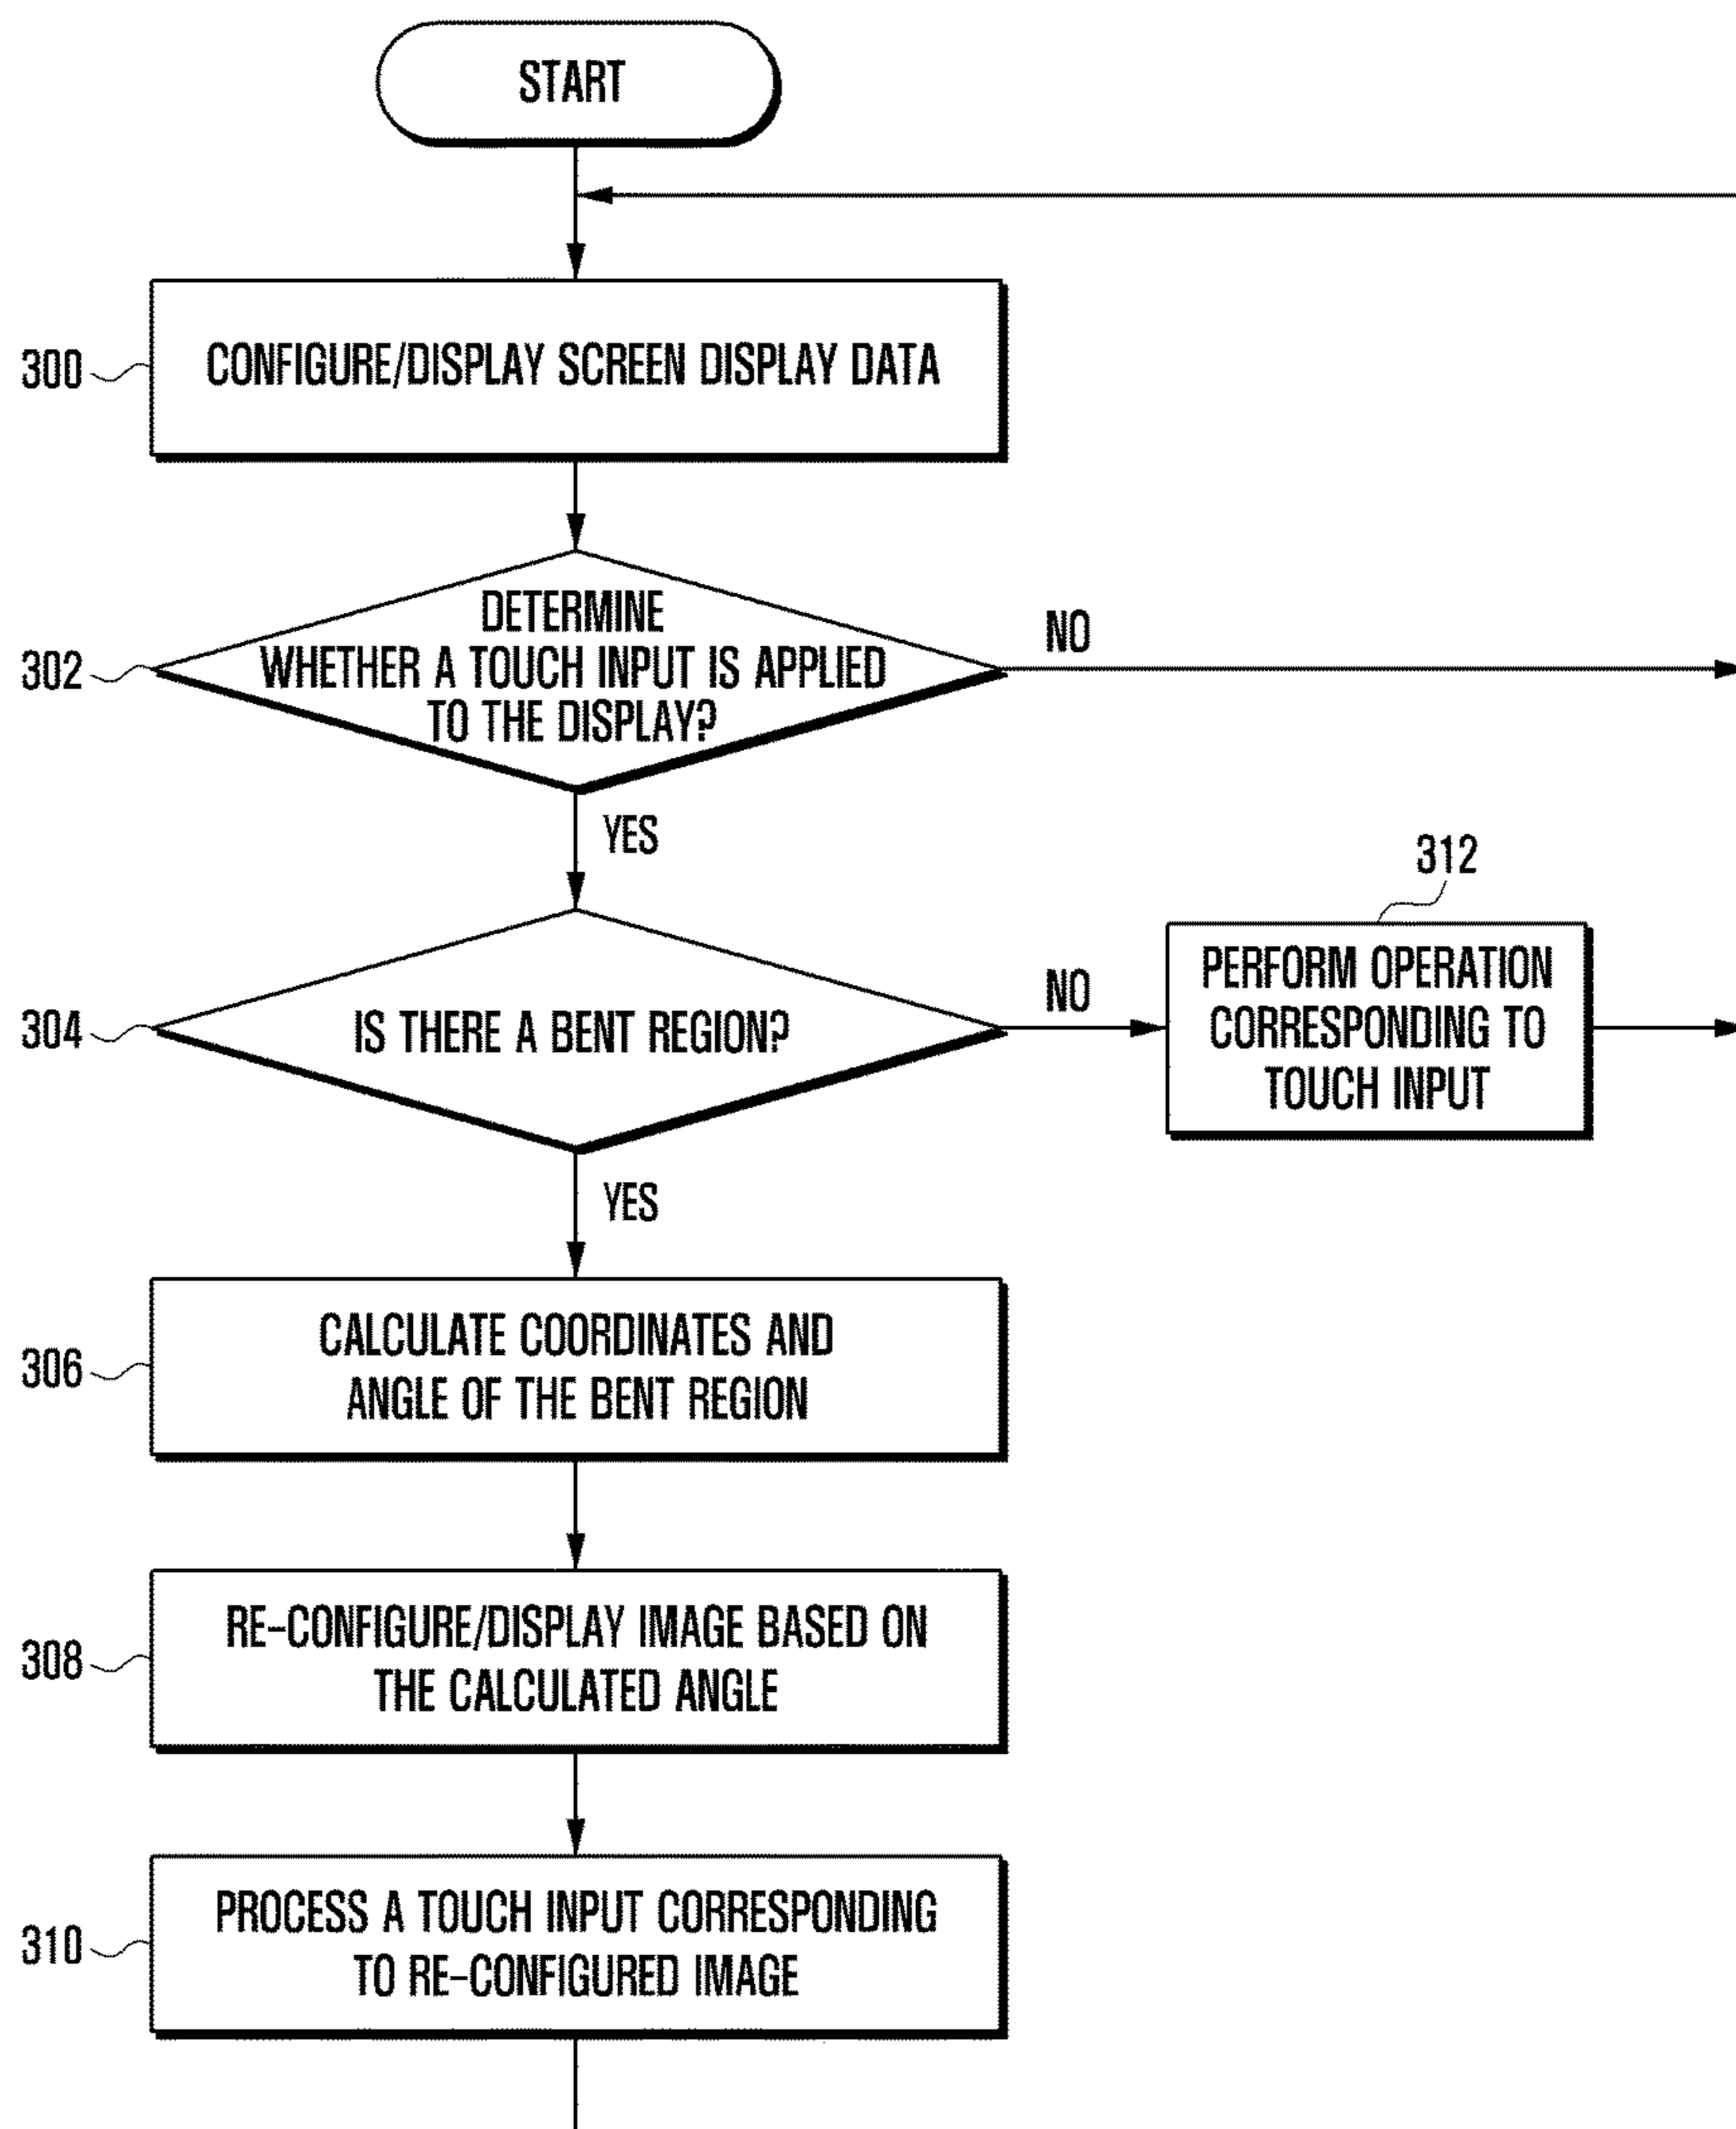 START
300
CONFIGURE/DISPLAY SCREEN DISPLAY DATA
302
DETERMINE
WHETHER A TOUCH INPUT IS APPLIED
TO THE DISPLAY?
NO
YES
304
IS THERE A BENT REGION?
NO
312
PERFORM OPERATION
CORRESPONDING TO
TOUCH INPUT
YES
306
CALCULATE COORDINATES AND
ANGLE OF THE BENT REGION
308
RE-CONFIGURE/DISPLAY IMAGE BASED ON
THE CALCULATED ANGLE
310
PROCESS A TOUCH INPUT CORRESPONDING
TO RE-CONFIGURED IMAGE